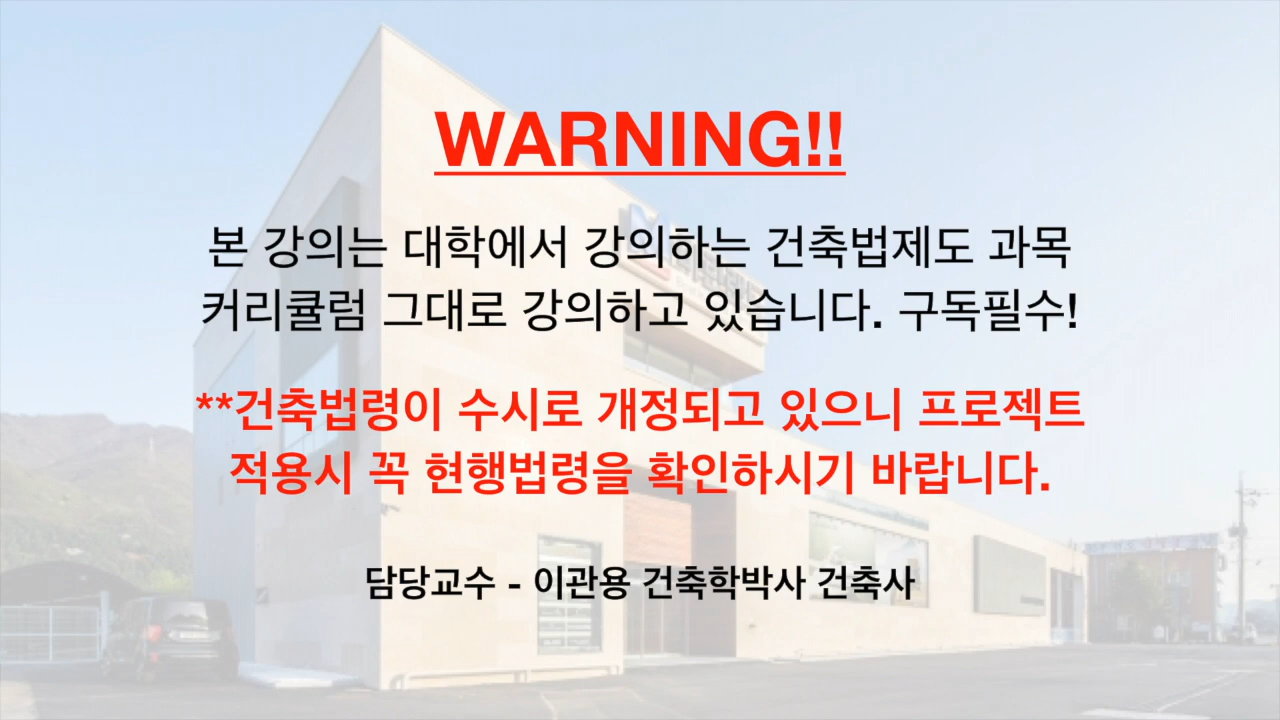 WARNING!!
본 강의는 대학에서 강의하는 건축법제도 과목
커리큘럼 그대로 강의하고 있습니다. 구독필수!
**건축법령이 수시로 개정되고 있으니 프로젝트
적용시 꼭 현행법령을 확인하시기 바랍니다.
담당교수 - 이관용 건축학박사 건축사